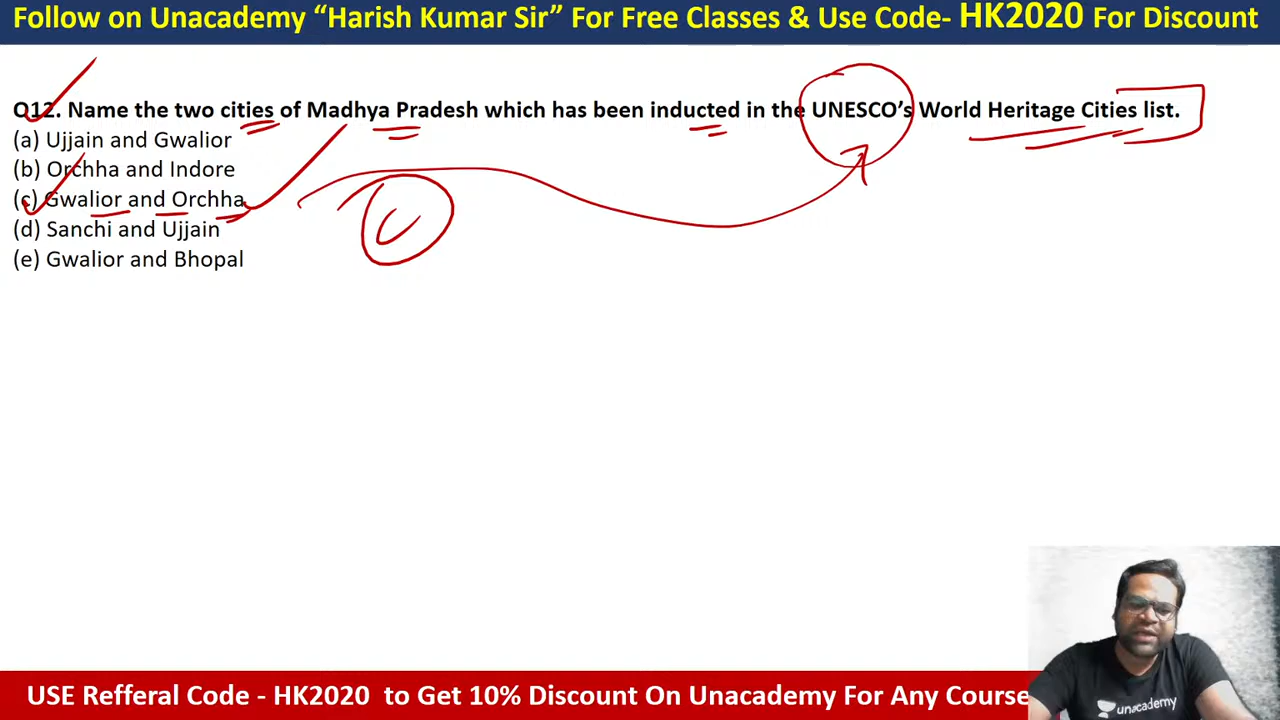 Follow on Unacademy “Harish Kumar Sir” For Free Classes & Use Code- HK2020 For Discount
Q12. Name the two cities of Madhya Pradesh which has been inducted in the UNESCO’s World Heritage Cities list.
(a) Ujjain and Gwalior
(b) Orchha and Indore
(c) Gwalior and Orchha
(d) Sanchi and Ujjain
(e) Gwalior and Bhopal
C
unacademy
USE Refferal Code - HK2020 to Get 10% Discount On Unacademy For Any Course